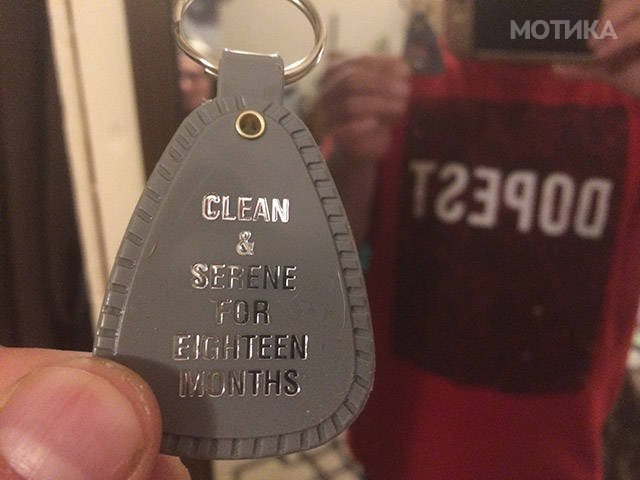 МОТИКА
CLEAN
&
SERENE
FOR
EIGHTEEN
MONTHS
DOPEST